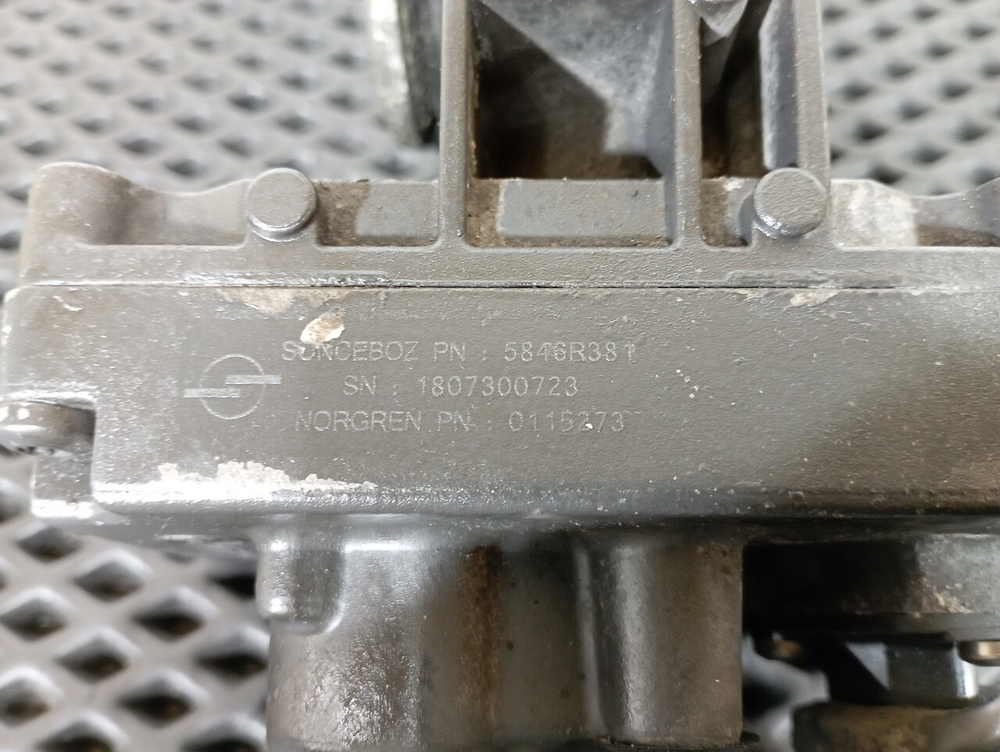 SONCEBOZ PN : 5846R381
SN : 1807300723
NORGREN PN : 0115273